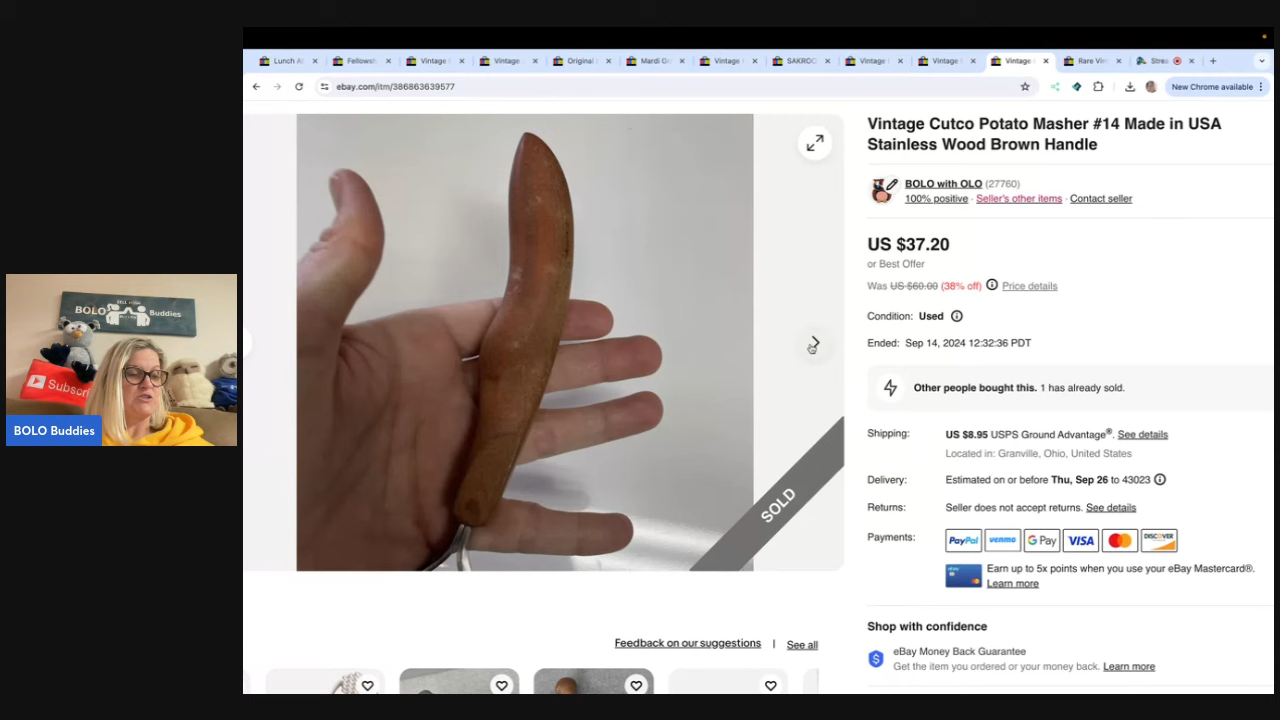 Lunch A
Fellowsh
Vintage
Vintage
Original
Mardi G
Vintage
SAKROO
Vintage
Vintage
Vintage
Rare Vin
Strea
ebay.com/itm/386863639577
New Chrome available
Vintage Cutco Potato Masher #14 Made in USA
Stainless Wood Brown Handle
BOLO with OLO (27760)
100% positive · Seller's other items · Contact seller
US $37.20
or Best Offer
Was US $60.00 (38% off) Price details
Condition: Used
Ended: Sep 14, 2024 12:32:36 PDT
Other people bought this. 1 has already sold.
Shipping: US $8.95 USPS Ground Advantage®. See details
Located in: Granville, Ohio, United States
Delivery: Estimated on or before Thu, Sep 26 to 43023
Returns: Seller does not accept returns. See details
Payments: PayPal venmo G Pay VISA MasterCard DISCOVER
Earn up to 5x points when you use your eBay Mastercard®.
Learn more
Shop with confidence
eBay Money Back Guarantee
Get the item you ordered or your money back. Learn more
SOLD
Feedback on our suggestions | See all
BOLO Buddies
Subscri
BOLO Buddies